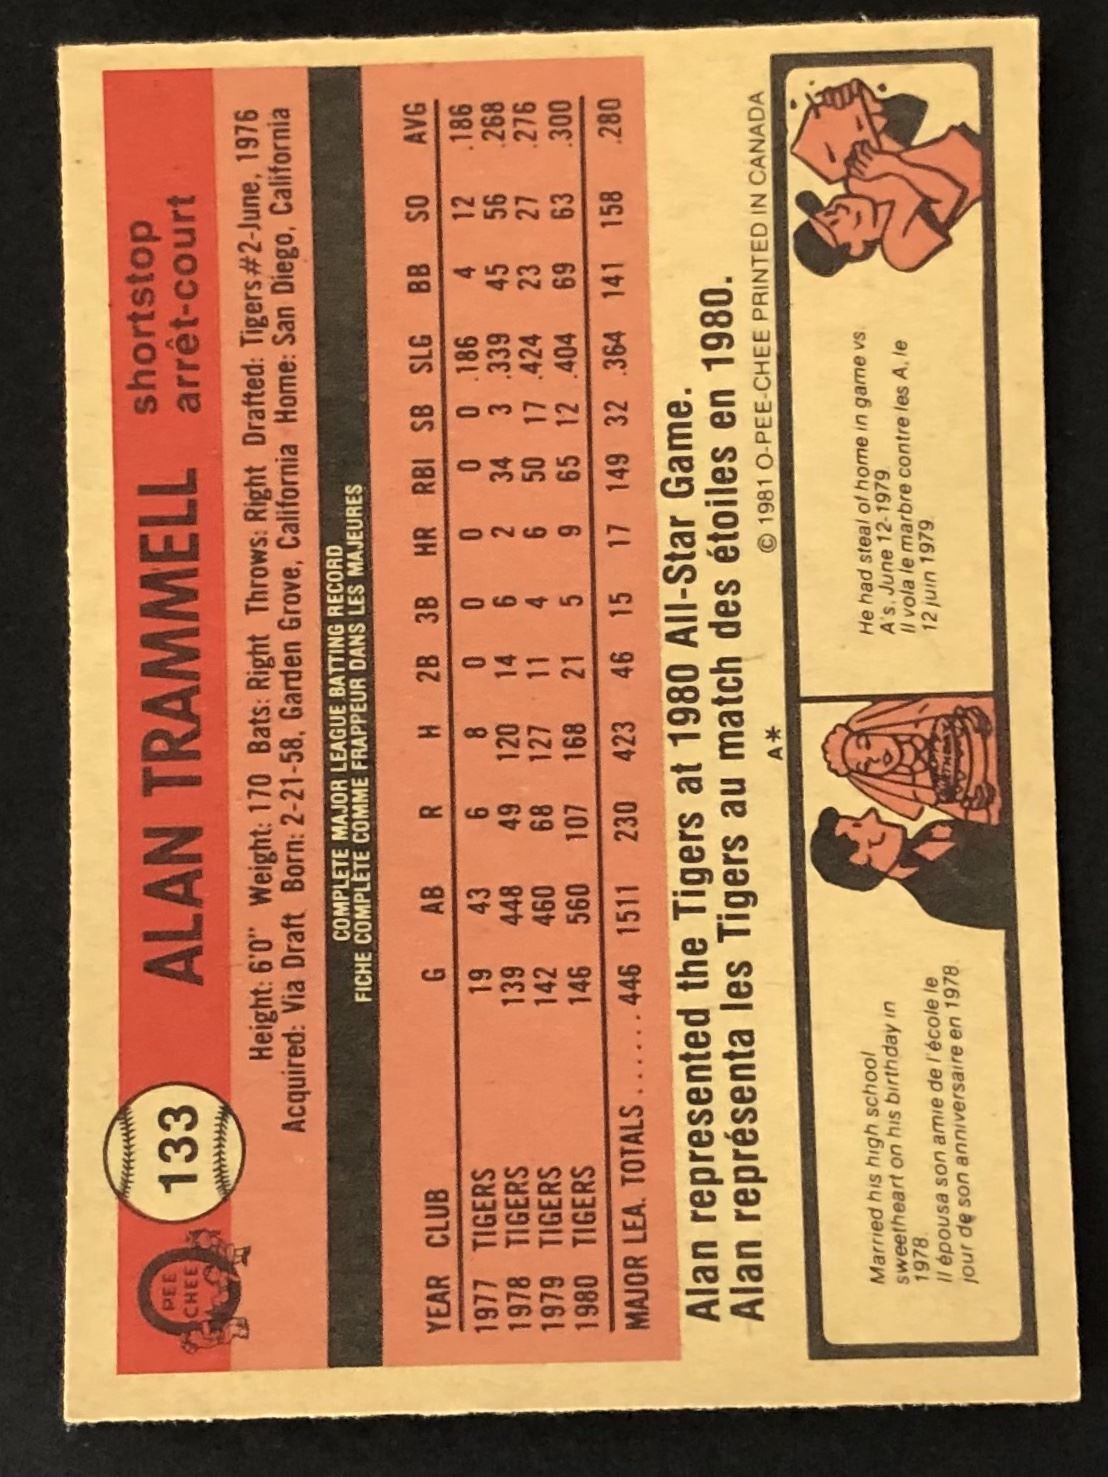 PEE
CHEE
133
ALAN TRAMMELL
shortstop
arrêt-court
Height: 6'0" Weight: 170 Bats: Right Throws: Right Drafted: Tigers #2-June, 1976
Acquired: Via Draft Born: 2-21-58, Garden Grove, California Home: San Diego, California
COMPLETE MAJOR LEAGUE BATTING RECORD
FICHE COMPLÈTE COMME FRAPPEUR DANS LES MAJEURES
YEAR CLUB G AB R H 2B 3B HR RBI SB SLG BB SO AVG
1977 TIGERS 19 43 6 8 0 0 0 0 0 .186 4 12 .186
1978 TIGERS 139 448 49 120 14 6 2 34 3 .339 45 56 .268
1979 TIGERS 142 460 68 127 11 4 6 50 17 .424 23 27 .276
1980 TIGERS 146 560 107 168 21 5 9 65 12 .404 69 63 .300
MAJOR LEA. TOTALS ...... 446 1511 230 423 46 15 17 149 32 .364 141 158 .280
Alan represented the Tigers at 1980 All-Star Game.
Alan représenta les Tigers au match des étoiles en 1980.
A* © 1981 O-PEE-CHEE PRINTED IN CANADA
Married his high school
sweetheart on his birthday in
1978.
Il épousa son amie de l'école le
jour de son anniversaire en 1978.
He had steal of home in game vs.
A's, June 12-1979.
Il vola le marbre contre les A, le
12 juin 1979.